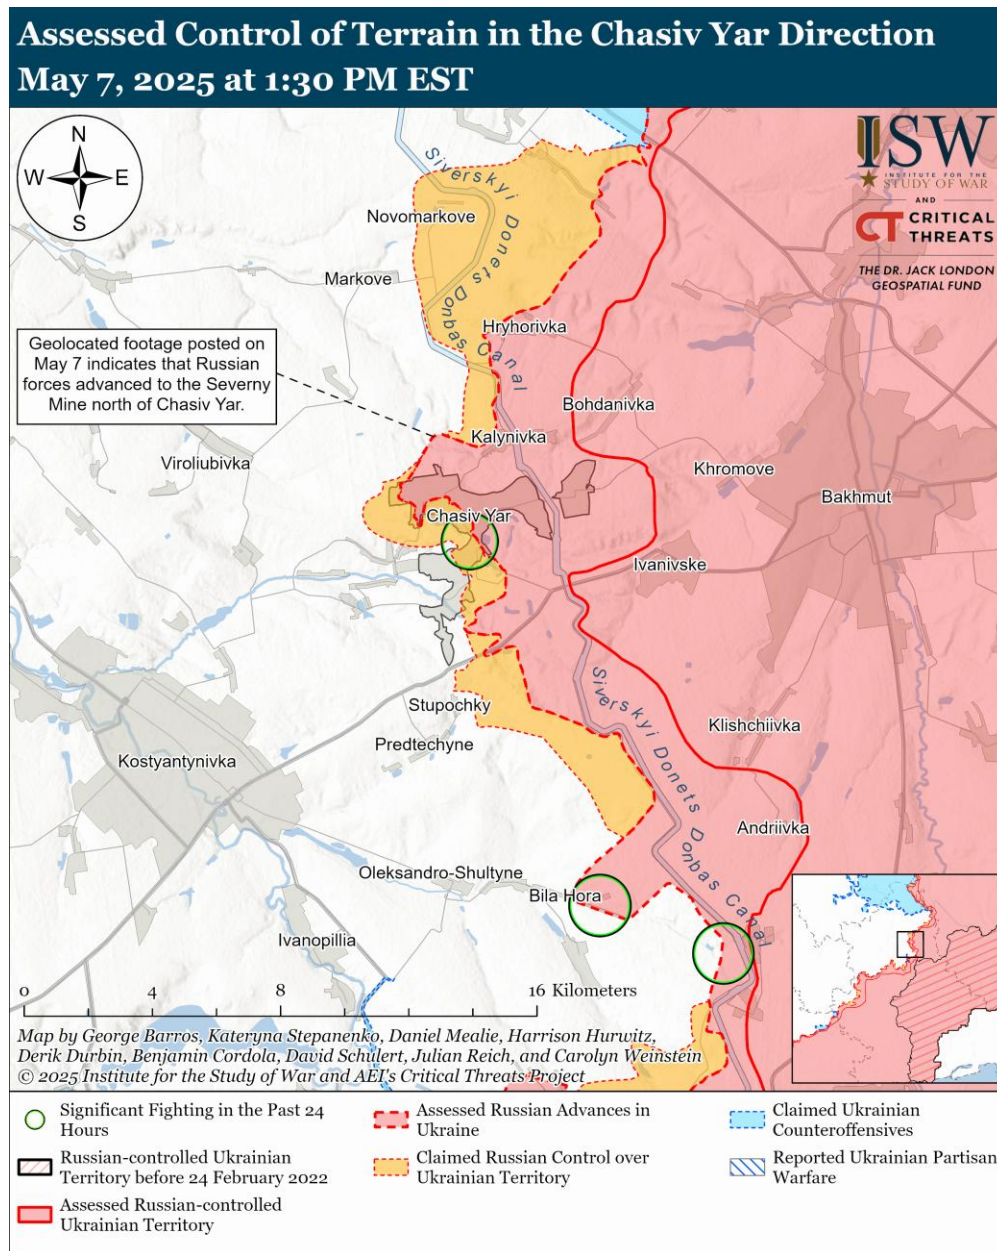 Assessed Control of Terrain in the Chasiv Yar Direction
May 7, 2025 at 1:30 PM EST
N
W E
S
ISW
INSTITUTE FOR THE
STUDY OF WAR
AND
CT CRITICAL
THREATS
THE DR. JACK LONDON
GEOSPATIAL FUND
Siverskyi Donets Donbas Canal
Novomarkove
Markove
Hryhorivka
Geolocated footage posted on
May 7 indicates that Russian
forces advanced to the Severny
Mine north of Chasiv Yar.
Bohdanivka
Kalynivka
Viroliubivka
Khromove
Bakhmut
Chasiv Yar
Ivanivske
Siverskyi Donets Donbas Canal
Stupochky
Klishchiivka
Predtechyne
Kostyantynivka
Andriivka
Oleksandro-Shultyne
Bila Hora
Ivanopillia
0 4 8 16 Kilometers
Map by George Barros, Kateryna Stepanenko, Daniel Mealie, Harrison Hurwitz,
Derik Durbin, Benjamin Cordola, David Schulert, Julian Reich, and Carolyn Weinstein
© 2025 Institute for the Study of War and AEI's Critical Threats Project
Significant Fighting in the Past 24
Hours
Russian-controlled Ukrainian
Territory before 24 February 2022
Assessed Russian-controlled
Ukrainian Territory
Assessed Russian Advances in
Ukraine
Claimed Russian Control over
Ukrainian Territory
Claimed Ukrainian
Counteroffensives
Reported Ukrainian Partisan
Warfare